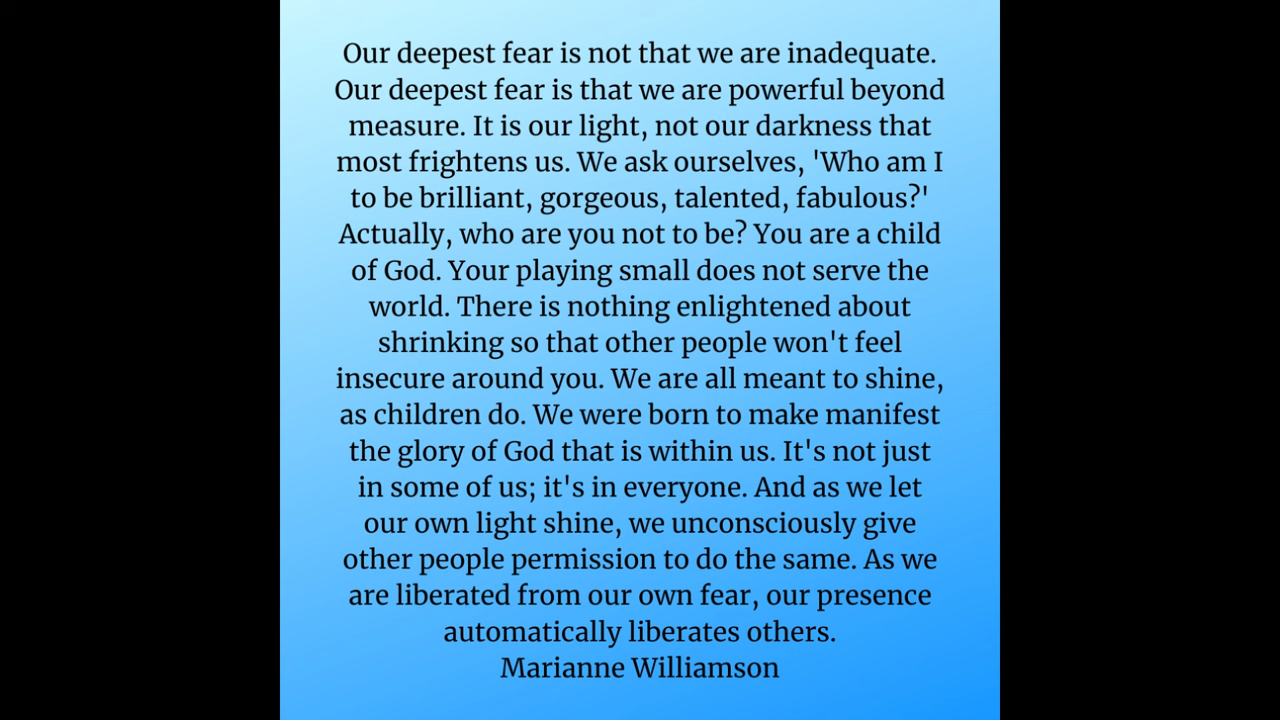 Our deepest fear is not that we are inadequate.
Our deepest fear is that we are powerful beyond
measure. It is our light, not our darkness that
most frightens us. We ask ourselves, 'Who am I
to be brilliant, gorgeous, talented, fabulous?'
Actually, who are you not to be? You are a child
of God. Your playing small does not serve the
world. There is nothing enlightened about
shrinking so that other people won't feel
insecure around you. We are all meant to shine,
as children do. We were born to make manifest
the glory of God that is within us. It's not just
in some of us; it's in everyone. And as we let
our own light shine, we unconsciously give
other people permission to do the same. As we
are liberated from our own fear, our presence
automatically liberates others.
Marianne Williamson